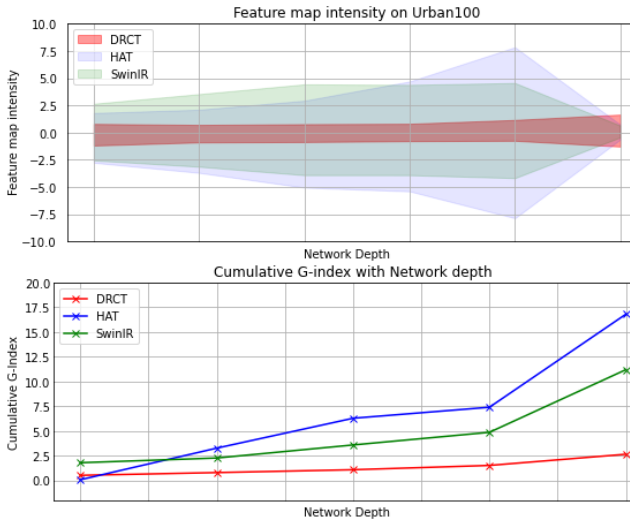 Feature map intensity on Urban100
10.0
7.5
5.0
2.5
0.0
−2.5
−5.0
−7.5
−10.0
Feature map intensity
DRCT
HAT
SwinIR
Network Depth
Cumulative G-index with Network depth
20.0
17.5
15.0
12.5
10.0
7.5
5.0
2.5
0.0
Cumulative G-Index
DRCT
HAT
SwinIR
Network Depth